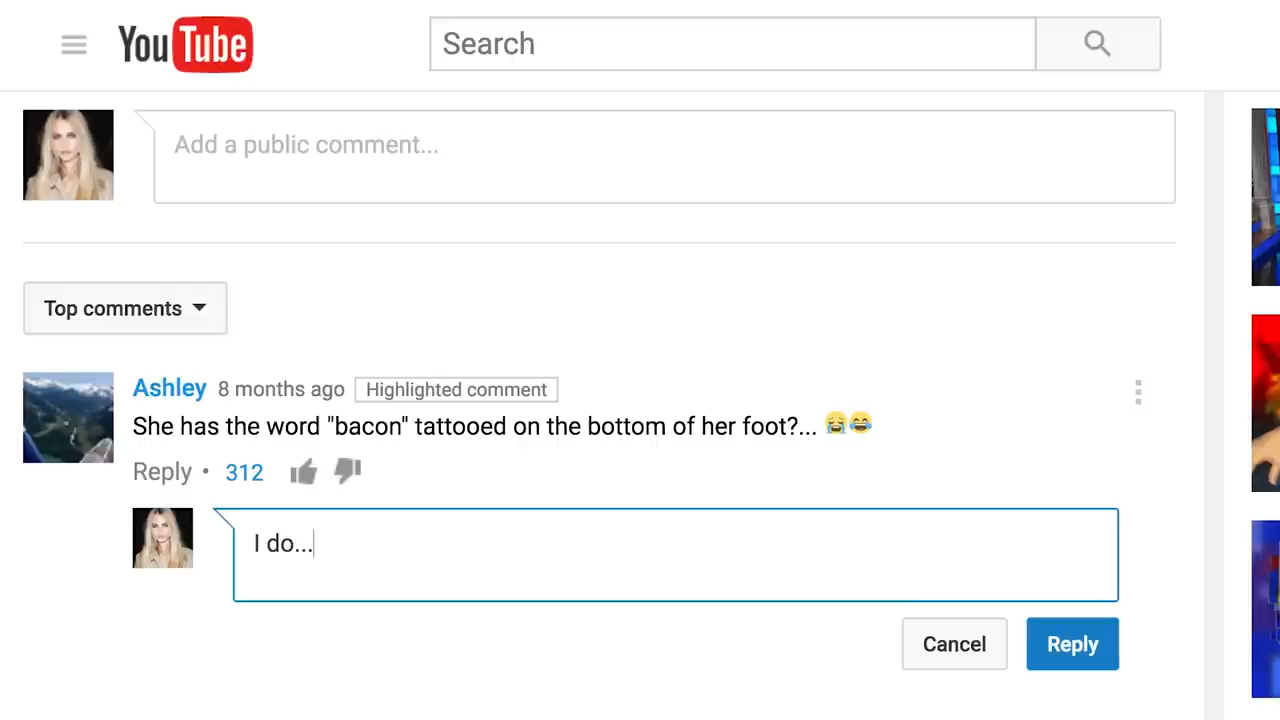 YouTube
Search
Add a public comment...
Top comments
Ashley 8 months ago Highlighted comment
She has the word "bacon" tattooed on the bottom of her foot?... 😭😂
Reply • 312
I do...
Cancel Reply